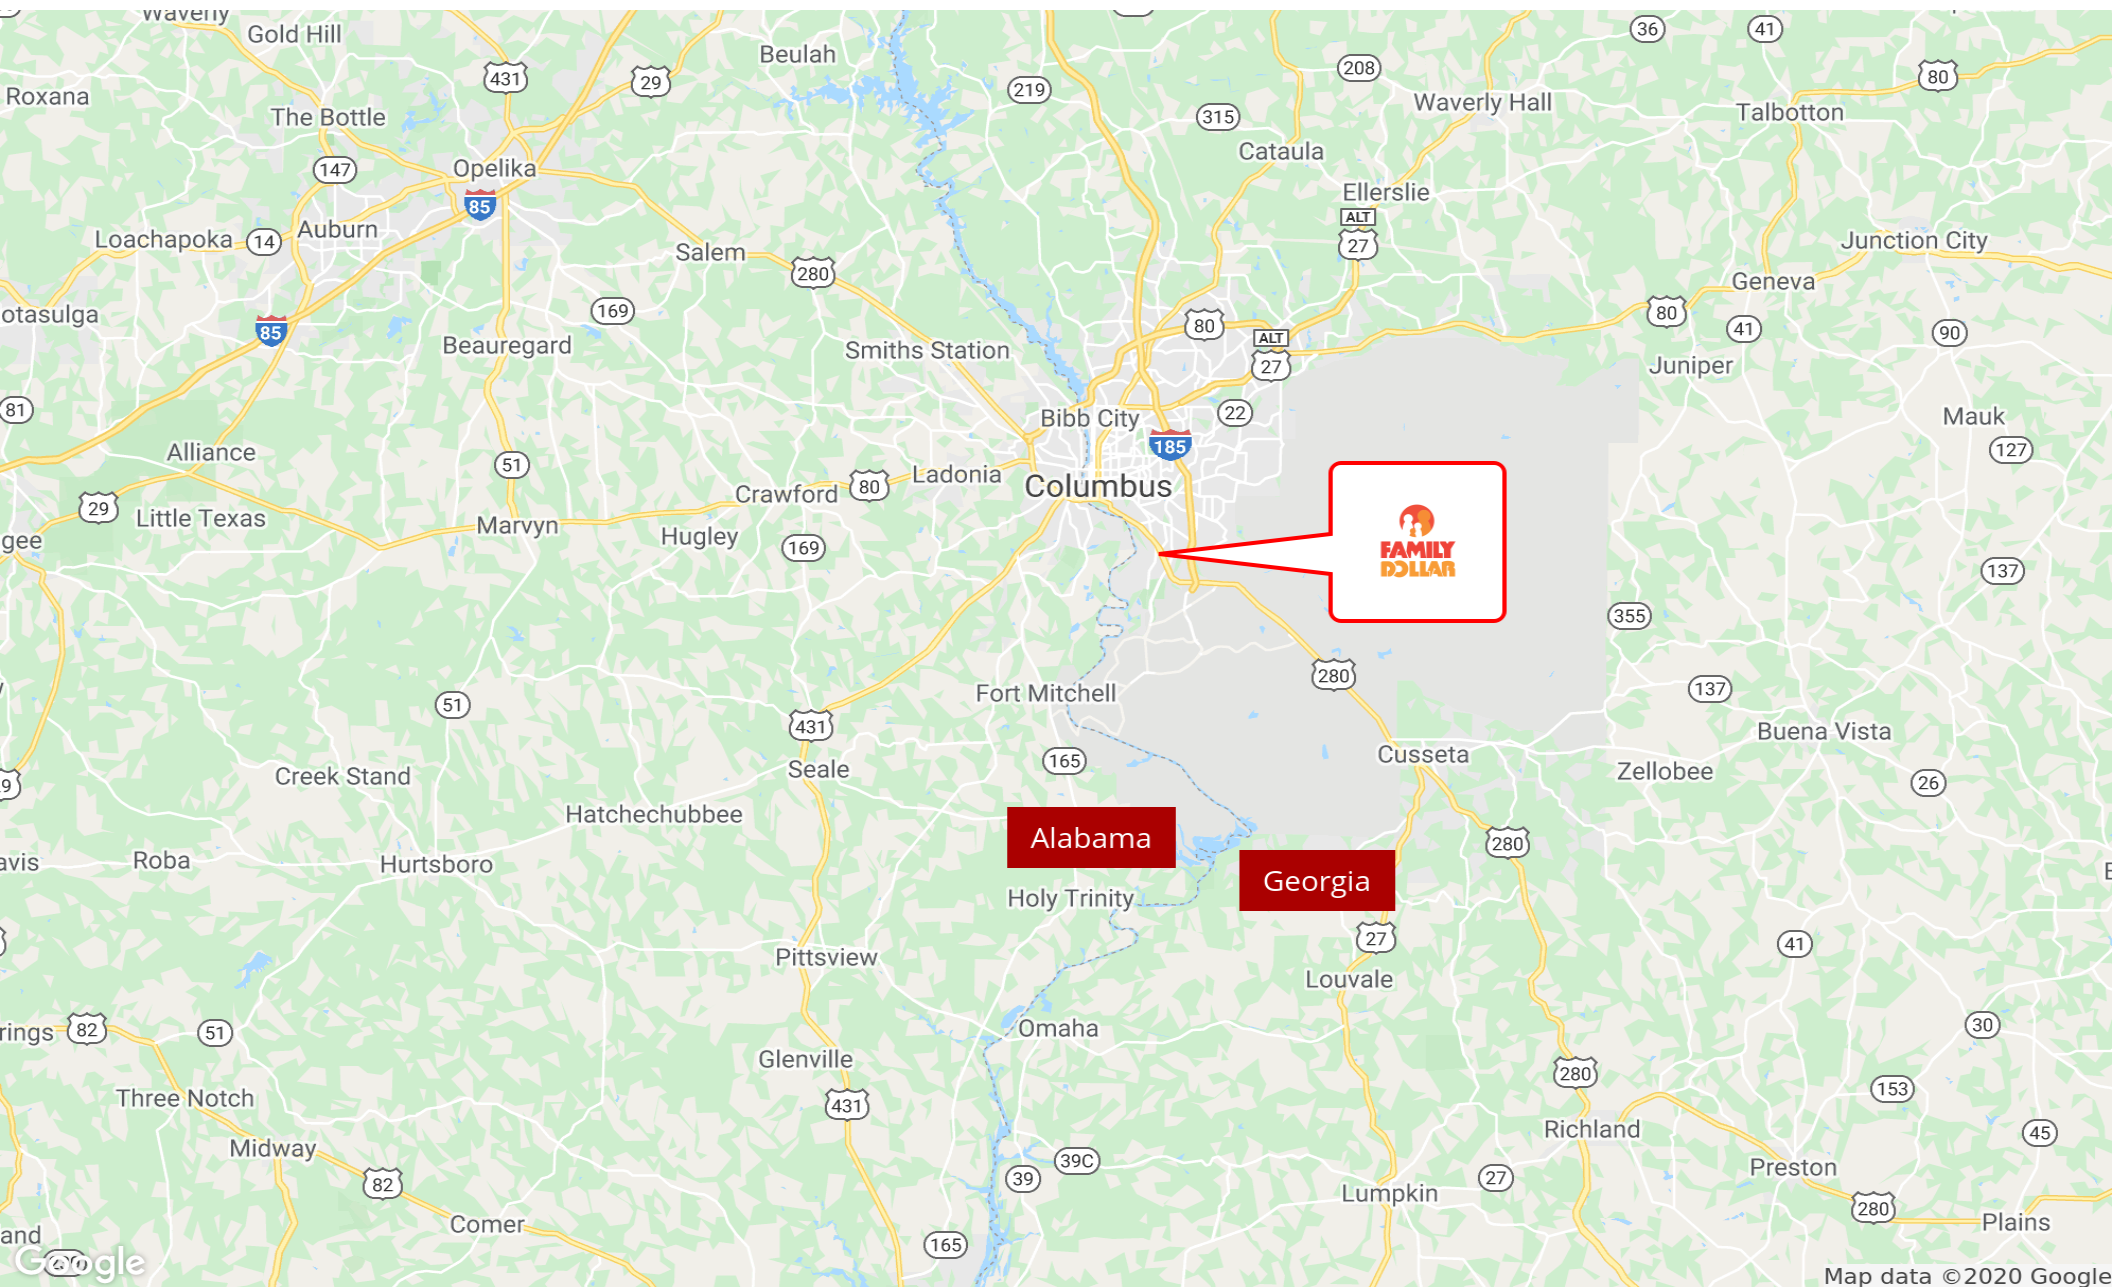 Waverly
Gold Hill
Beulah
36
41
431
29
208
80
Roxana
219
Waverly Hall
The Bottle
315
Talbotton
Cataula
147
Opelika
Ellerslie
85
ALT
27
Auburn
Loachapoka
14
Salem
Junction City
280
Geneva
otasulga
169
80
80
41
90
85
ALT
27
Beauregard
Smiths Station
Juniper
81
Bibb City
22
Mauk
185
Alliance
127
51
Ladonia
Columbus
Crawford
80
29
Little Texas
Marvyn
Hugley
gee
169
FAMILY
DOLLAR
137
355
280
Fort Mitchell
137
51
431
Buena Vista
165
Cusseta
Seale
Creek Stand
Zellobee
9
26
Hatchechubbee
Alabama
280
avis
Roba
Hurtsboro
Georgia
Holy Trinity
27
41
Pittsview
Louvale
rings
82
51
Omaha
30
Glenville
280
Three Notch
431
153
Richland
45
Midway
39C
Preston
82
39
27
Lumpkin
280
Comer
Plains
and
165
Google
Map data ©2020 Google